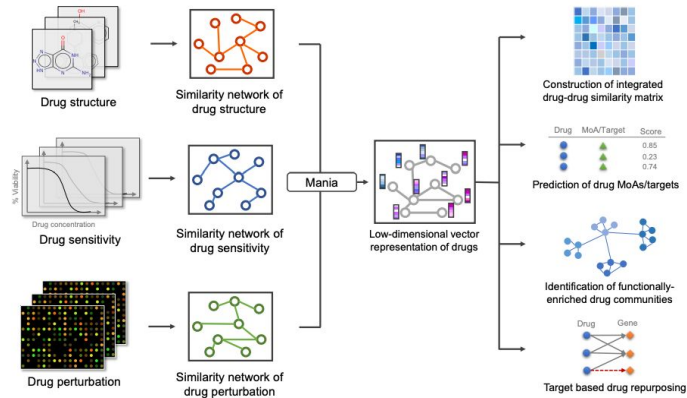 Drug structure
Similarity network of
drug structure
% Viability
Drug concentration
Drug sensitivity
Similarity network of
drug sensitivity
Drug perturbation
Similarity network of
drug perturbation
Mania
Low-dimensional vector
representation of drugs
Construction of integrated
drug-drug similarity matrix
Drug MoA/Target Score
0.85
0.23
0.74
Prediction of drug MoAs/targets
Identification of functionally-
enriched drug communities
Drug Gene
Target based drug repurposing